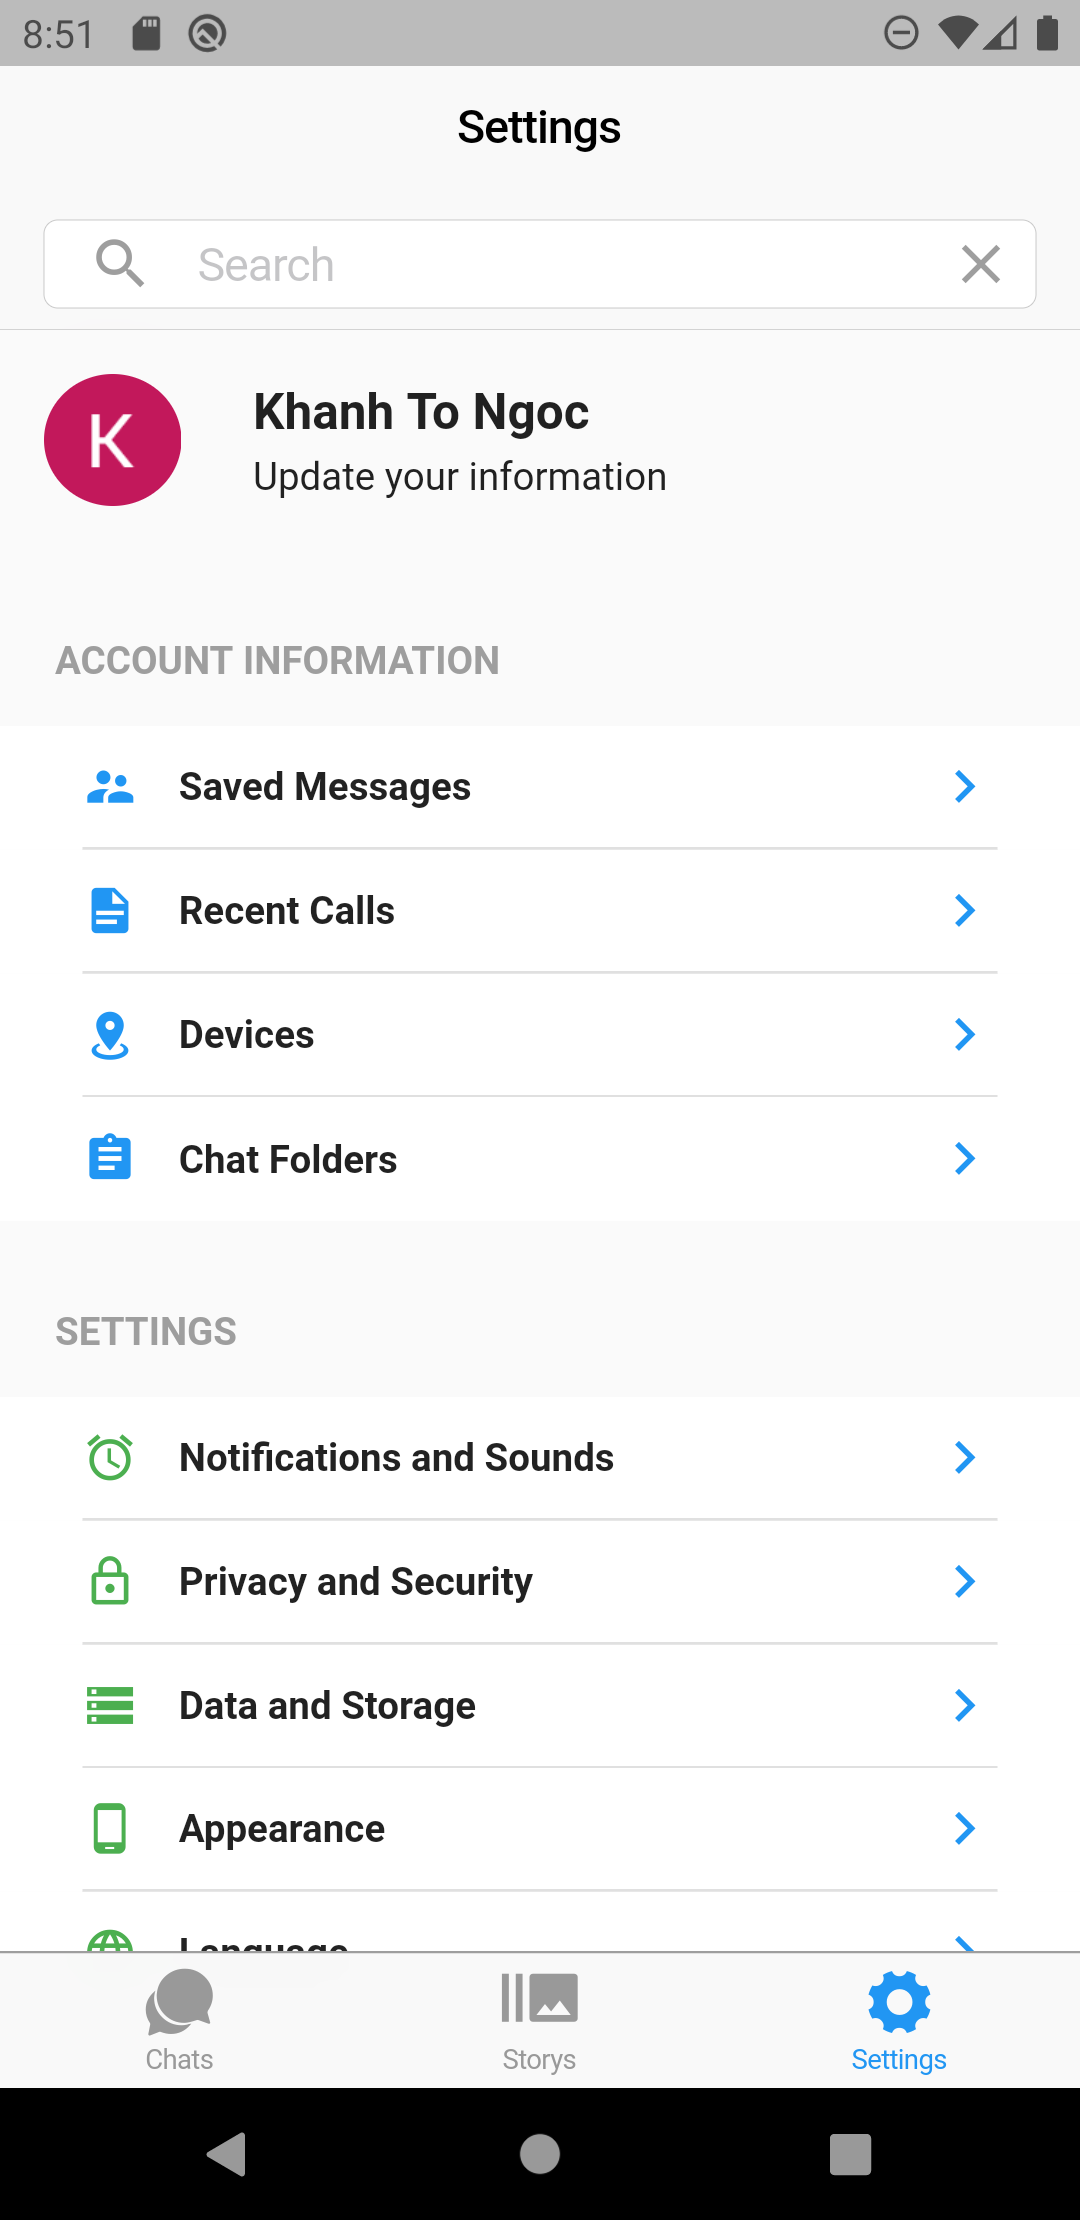 8:51
Settings
Search
K
Khanh To Ngoc
Update your information
ACCOUNT INFORMATION
Saved Messages
Recent Calls
Devices
Chat Folders
SETTINGS
Notifications and Sounds
Privacy and Security
Data and Storage
Appearance
Language
Chats
Storys
Settings